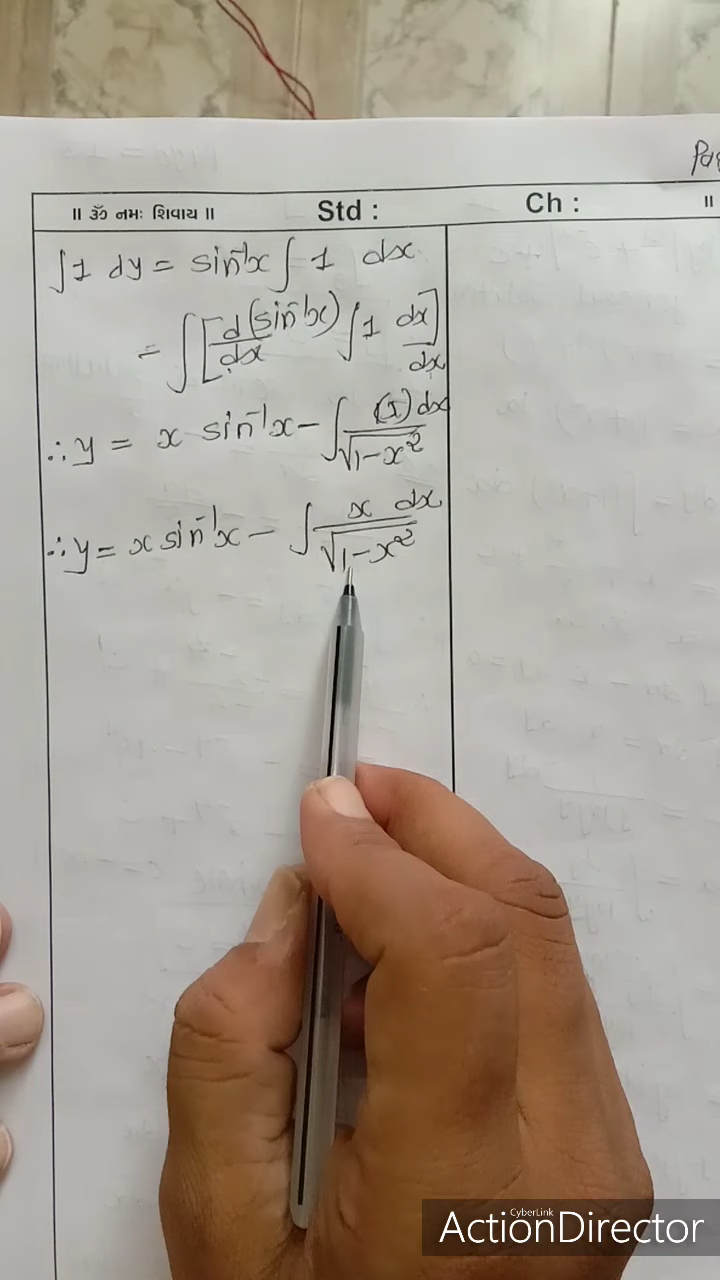 ॥ ૐ નમઃ શિવાય ॥ Std : Ch : ॥
∫1 dy = sin⁻¹x ∫ 1 dx
= ∫[d/dx (sin⁻¹x) ∫1 dx/dx]
∴ y = x sin⁻¹x - ∫ (1) dx/√1-x²
∴ y = x sin⁻¹x - ∫ x dx/√1-x²
CyberLink
ActionDirector